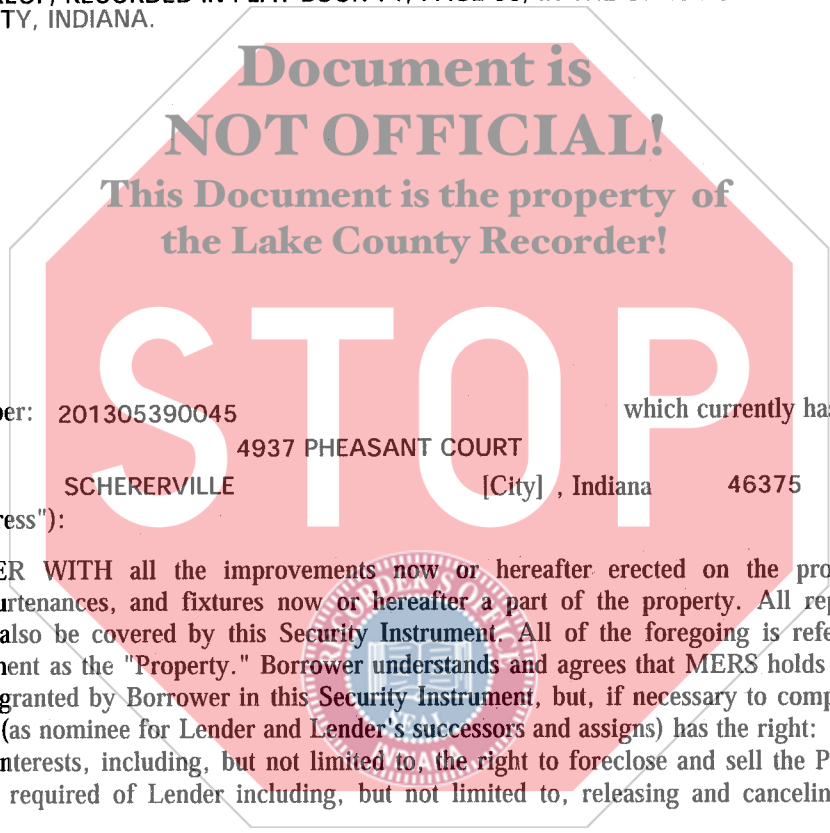 TY, INDIANA.
Document is
NOT OFFICIAL!
This Document is the property of
the Lake County Recorder!
STOP
per: 201305390045 which currently has
4937 PHEASANT COURT
SCHERERVILLE [City] , Indiana 46375
ress"):
ER WITH all the improvements now or hereafter erected on the pro
urtenances, and fixtures now or hereafter a part of the property. All rep
also be covered by this Security Instrument. All of the foregoing is refe
ment as the "Property." Borrower understands and agrees that MERS holds
granted by Borrower in this Security Instrument, but, if necessary to comp
(as nominee for Lender and Lender's successors and assigns) has the right:
nterests, including, but not limited to, the right to foreclose and sell the P
required of Lender including, but not limited to, releasing and cancelin
RECORDER'S OFFICE
SEAL
INDIANA